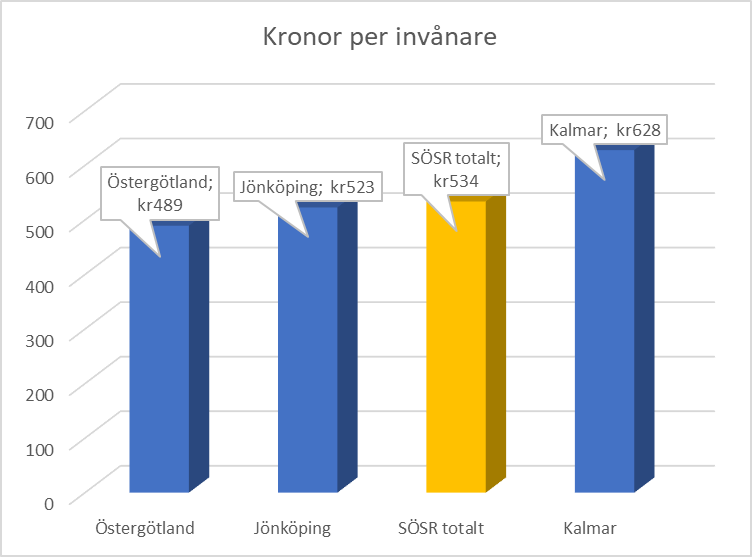 Kronor per invånare
700
600
500
400
300
200
100
0
Östergötland;
kr489
Jönköping;  kr523
SÖSR totalt;
kr534
Kalmar;  kr628
Östergötland
Jönköping
SÖSR totalt
Kalmar